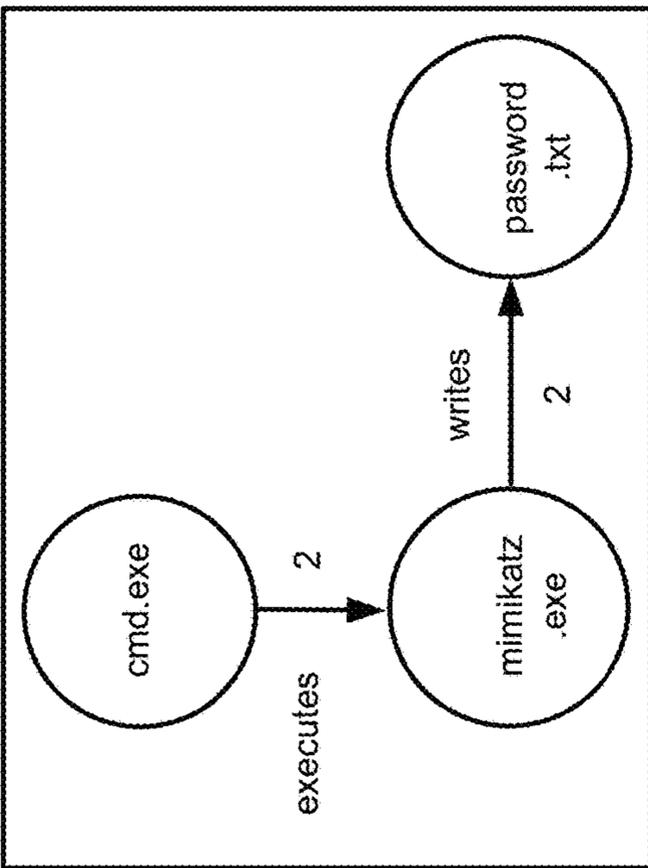 cmd.exe
executes
2
mimikatz
.exe
writes
2
password
.txt